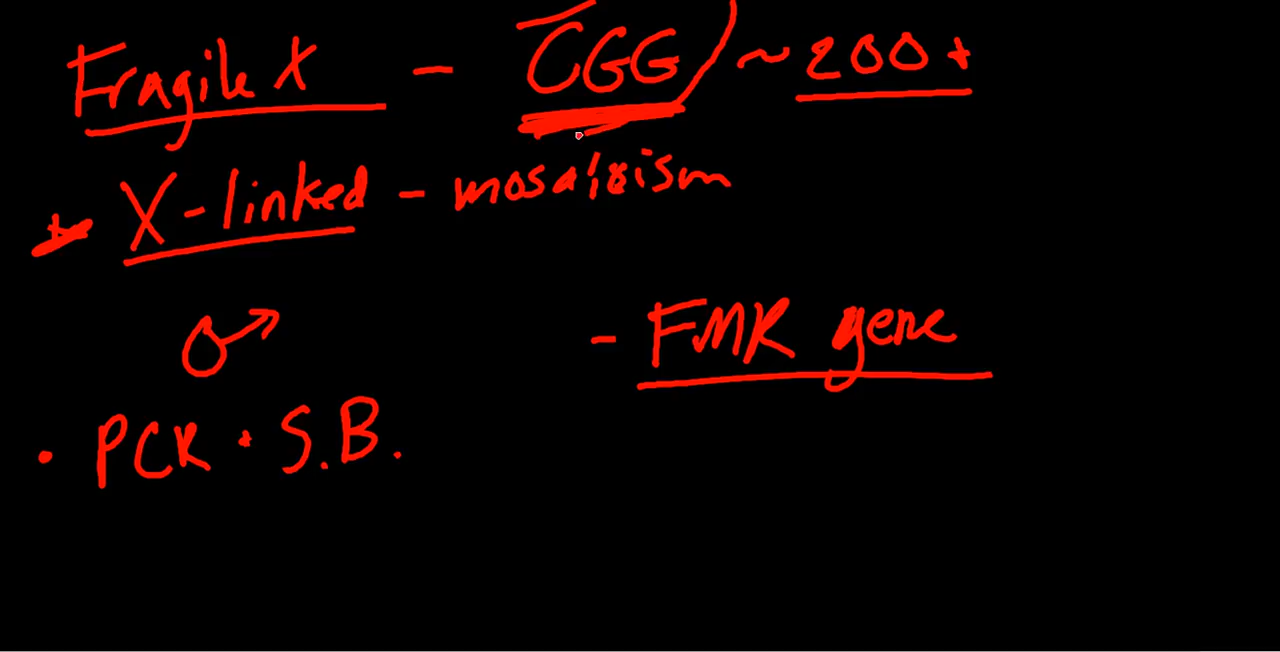 Fragile X - CGG) ~ 200+
* X-linked - mosaicism
- FMR gene
• PCR + S.B.